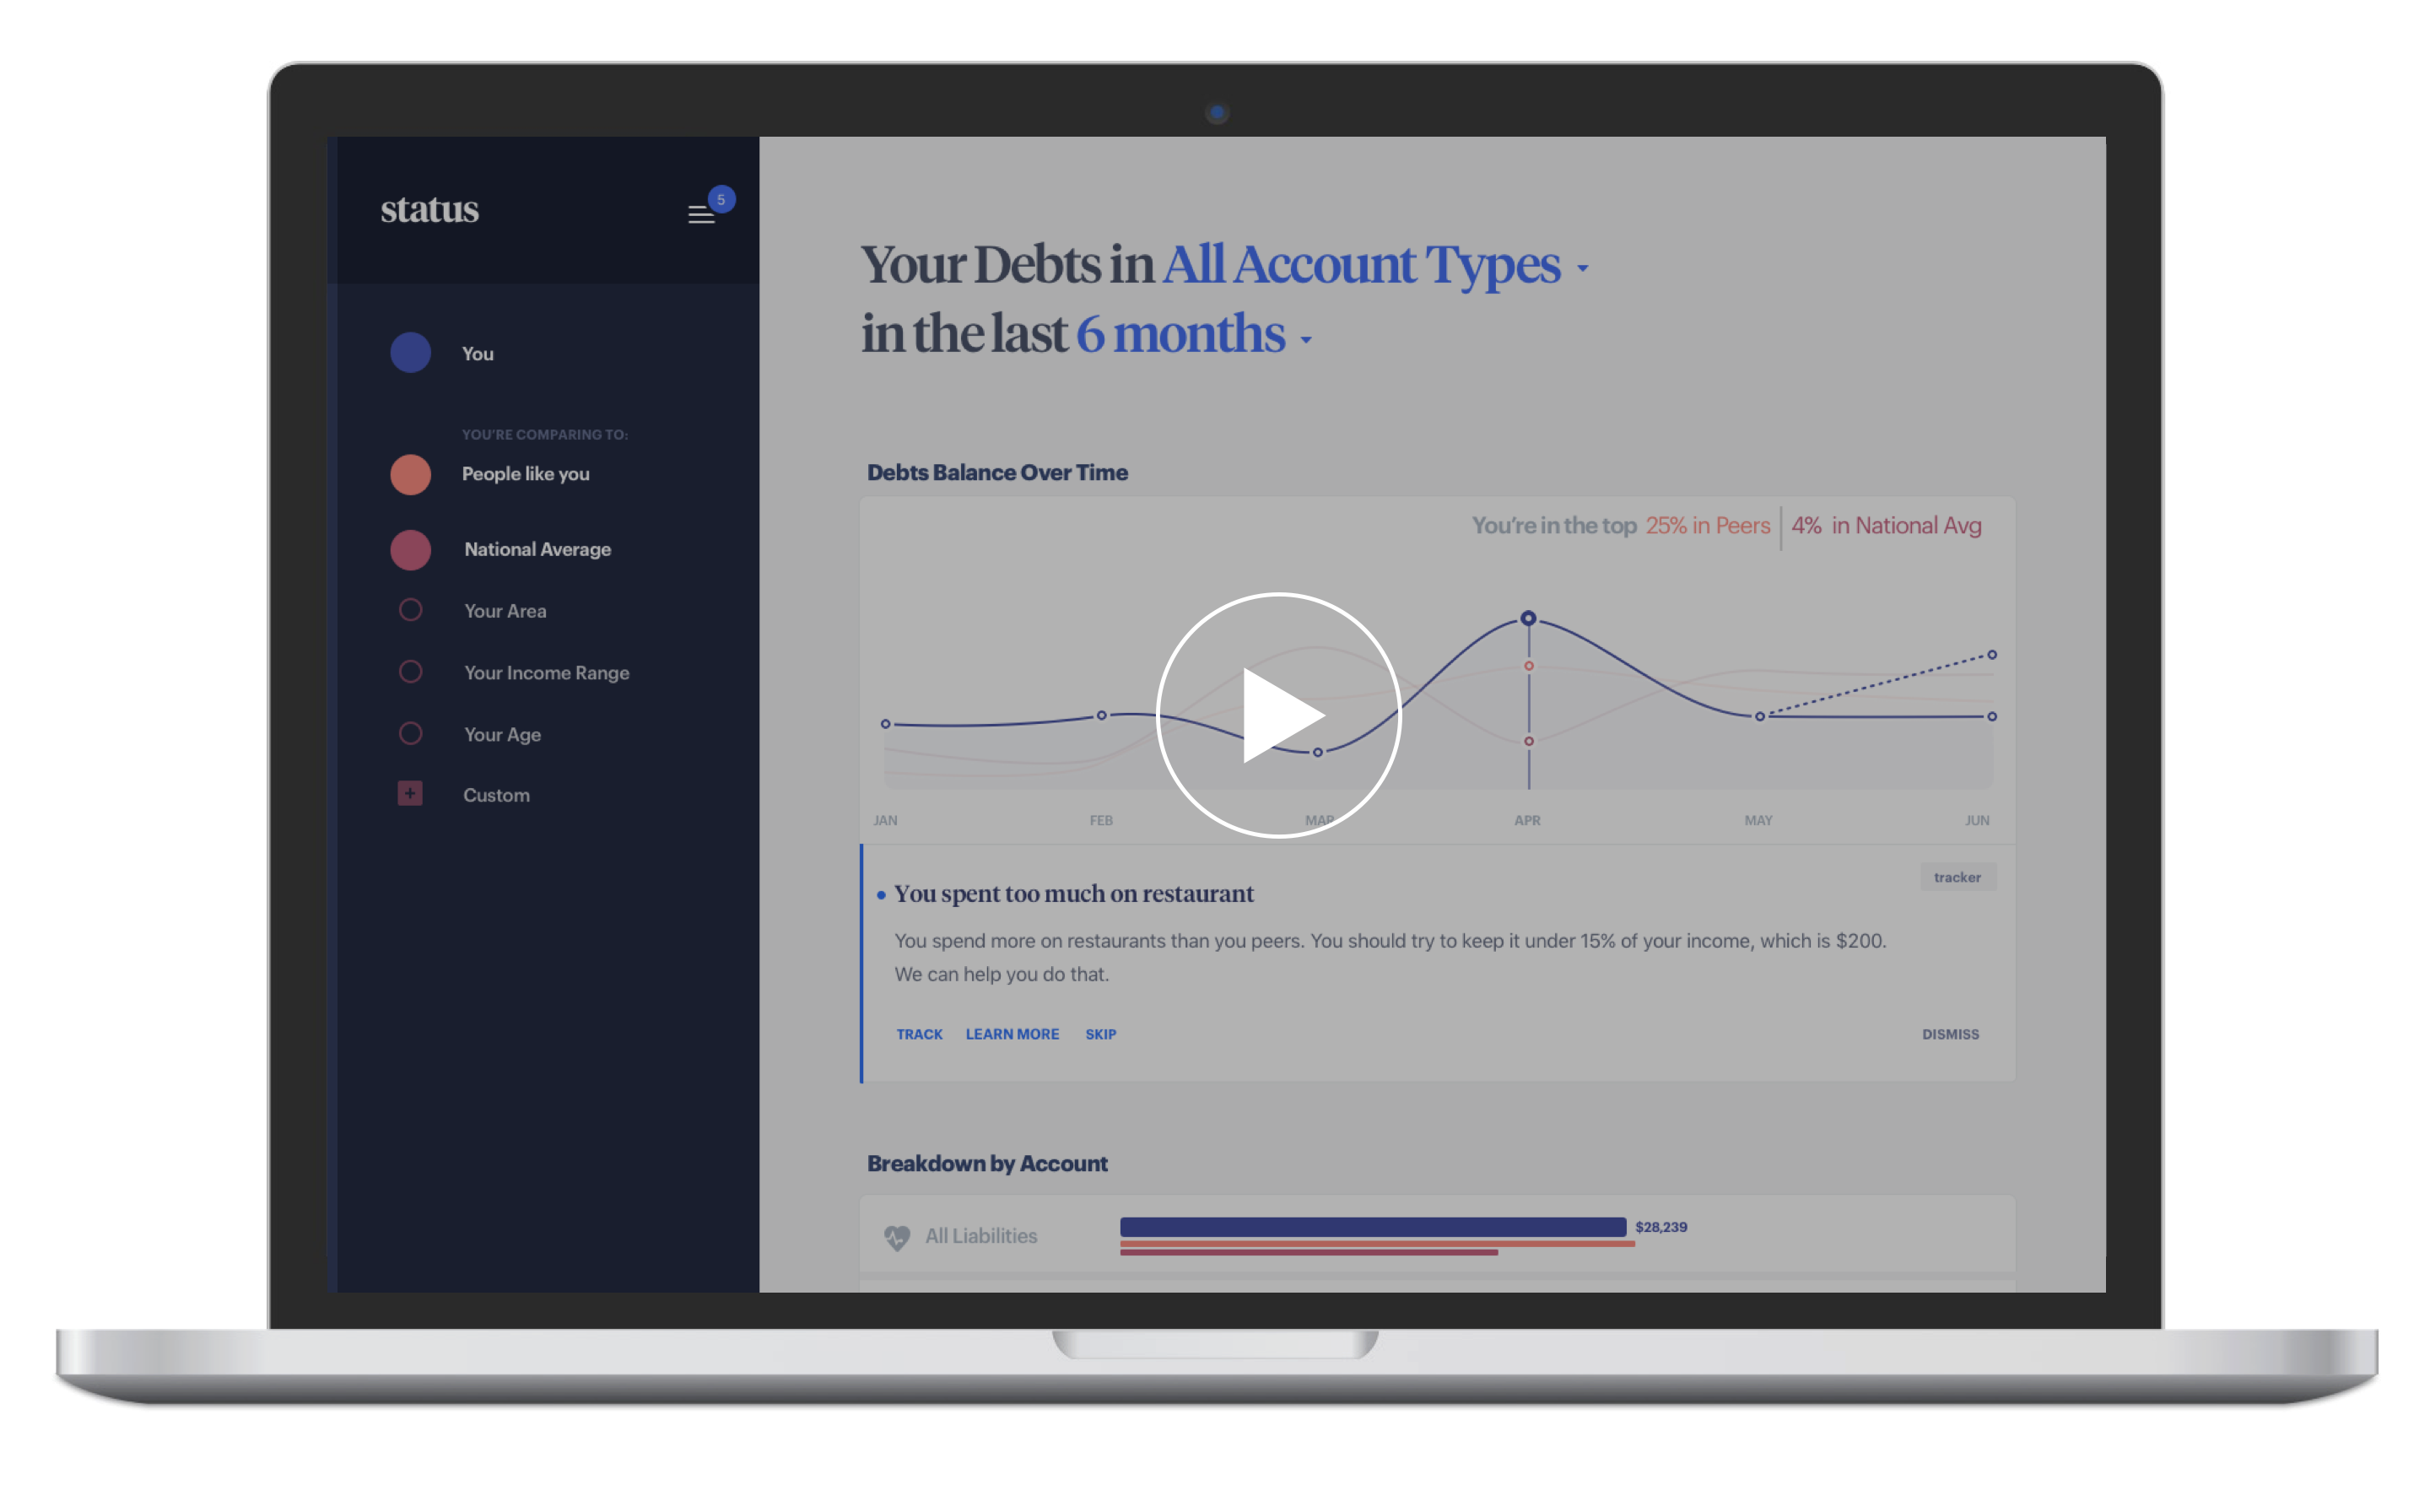 status
5
You
YOU'RE COMPARING TO:
People like you
National Average
Your Area
Your Income Range
Your Age
Custom
Your Debts in All Account Types
in the last 6 months
Debts Balance Over Time
You're in the top 25% in Peers 4% in National Avg
JAN FEB MAR APR MAY JUN
tracker
You spent too much on restaurant
You spend more on restaurants than you peers. You should try to keep it under 15% of your income, which is $200.
We can help you do that.
TRACK LEARN MORE SKIP DISMISS
Breakdown by Account
All Liabilities $28,239